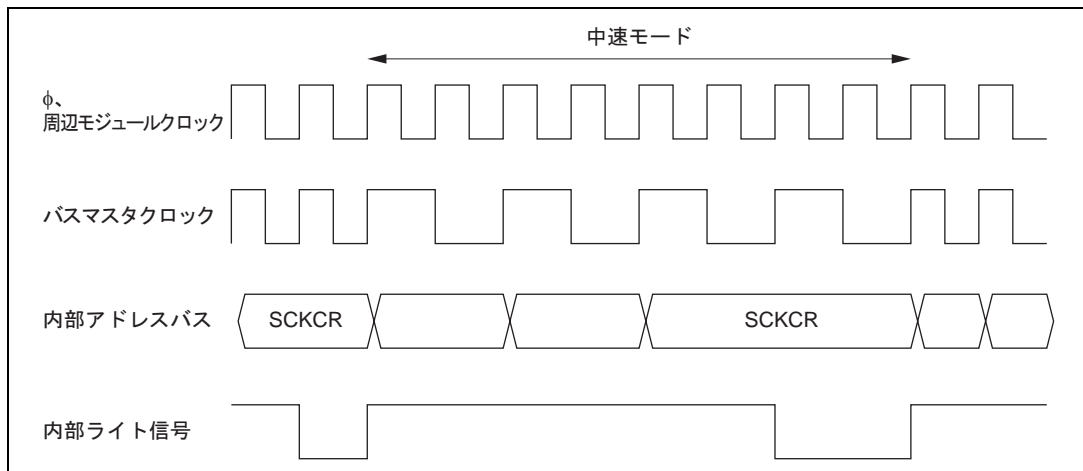 中速モード
φ、
周辺モジュールクロック
バスマスタクロック
内部アドレスバス
SCKCR
SCKCR
内部ライト信号